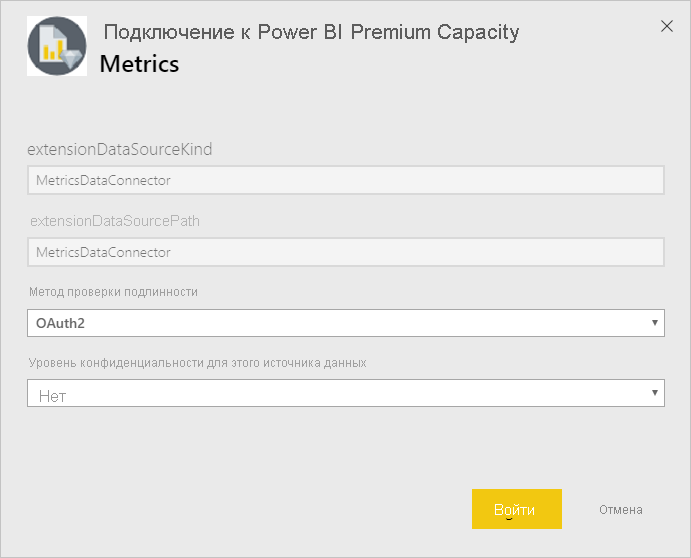 Подключение к Power BI Premium Capacity
Metrics
extensionDataSourceKind
MetricsDataConnector
extensionDataSourcePath
MetricsDataConnector
Метод проверки подлинности
OAuth2
Уровень конфиденциальности для этого источника данных
Нет
Войти
Отмена